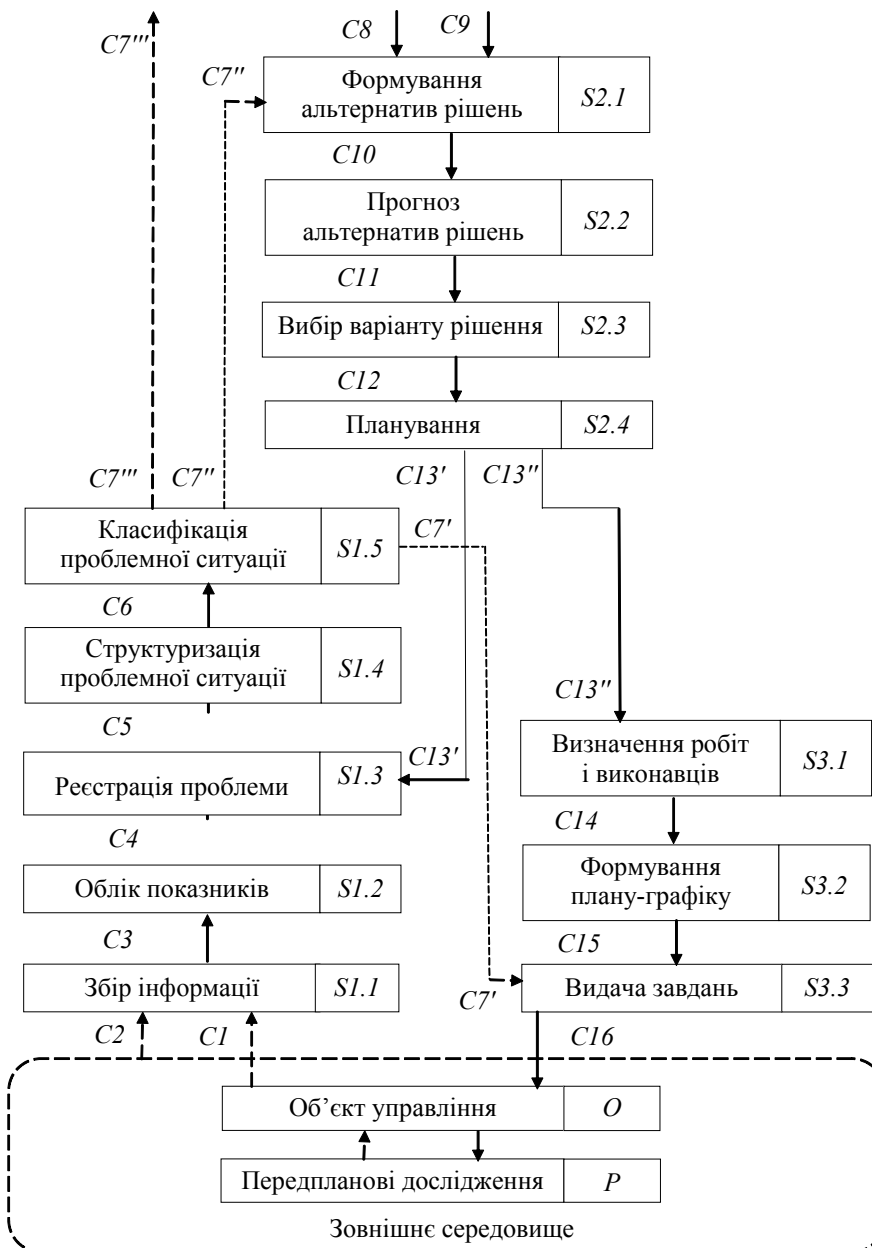 C8
C9
C7'''
C7''
Формування
альтернатив рішень
S2.1
C10
Прогноз
альтернатив рішень
S2.2
C11
Вибір варіанту рішення
S2.3
C12
Планування
S2.4
C7'''
C7''
C13'
C13''
Класифікація
проблемної ситуації
S1.5
C7'
C6
Структуризація
проблемної ситуації
S1.4
C13''
C5
Визначення робіт
і виконавців
S3.1
Реєстрація проблеми
S1.3
C13'
C14
C4
Формування
плану-графіку
S3.2
Облік показників
S1.2
C3
C15
Збір інформації
S1.1
C7'
Видача завдань
S3.3
C2
C1
C16
Об’єкт управління
O
Передпланові дослідження
P
Зовнішнє середовище